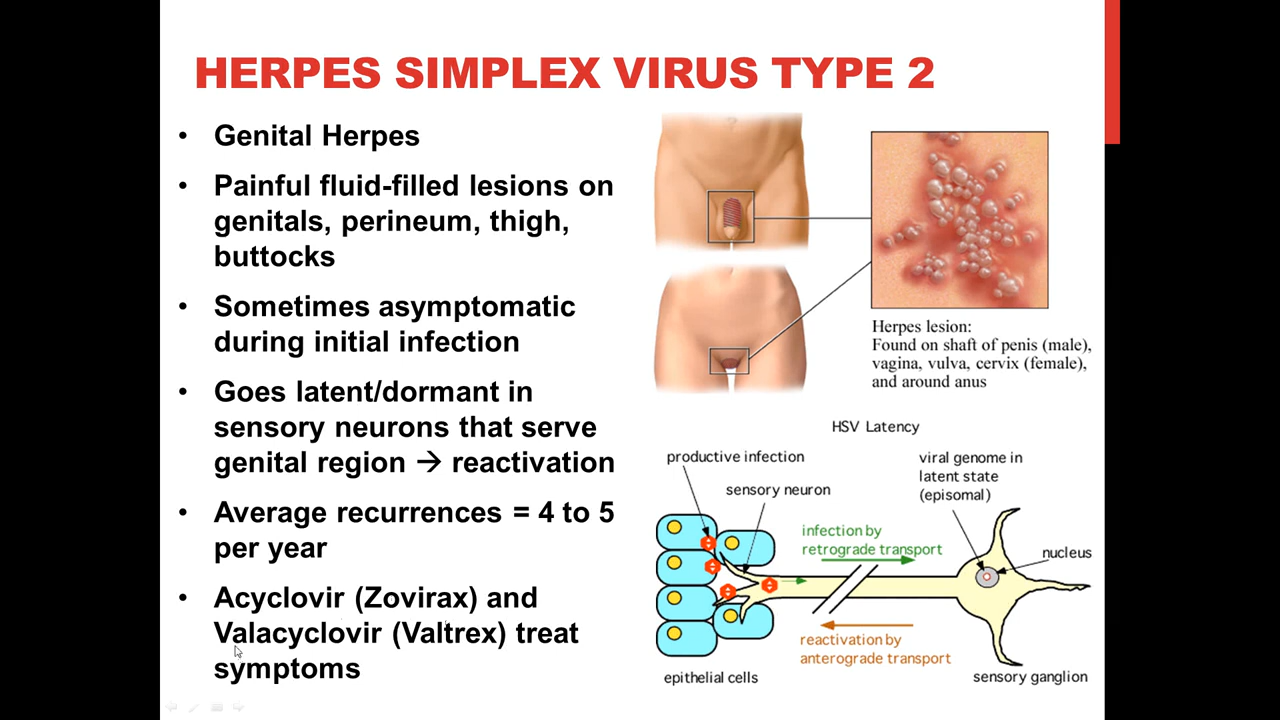 HERPES SIMPLEX VIRUS TYPE 2
• Genital Herpes
• Painful fluid-filled lesions on
genitals, perineum, thigh,
buttocks
• Sometimes asymptomatic
during initial infection
• Goes latent/dormant in
sensory neurons that serve
genital region → reactivation
• Average recurrences = 4 to 5
per year
• Acyclovir (Zovirax) and
Valacyclovir (Valtrex) treat
symptoms
Herpes lesion:
Found on shaft of penis (male),
vagina, vulva, cervix (female),
and around anus
HSV Latency
productive infection
sensory neuron
viral genome in
latent state
(episomal)
infection by
retrograde transport
nucleus
reactivation by
anterograde transport
epithelial cells
sensory ganglion